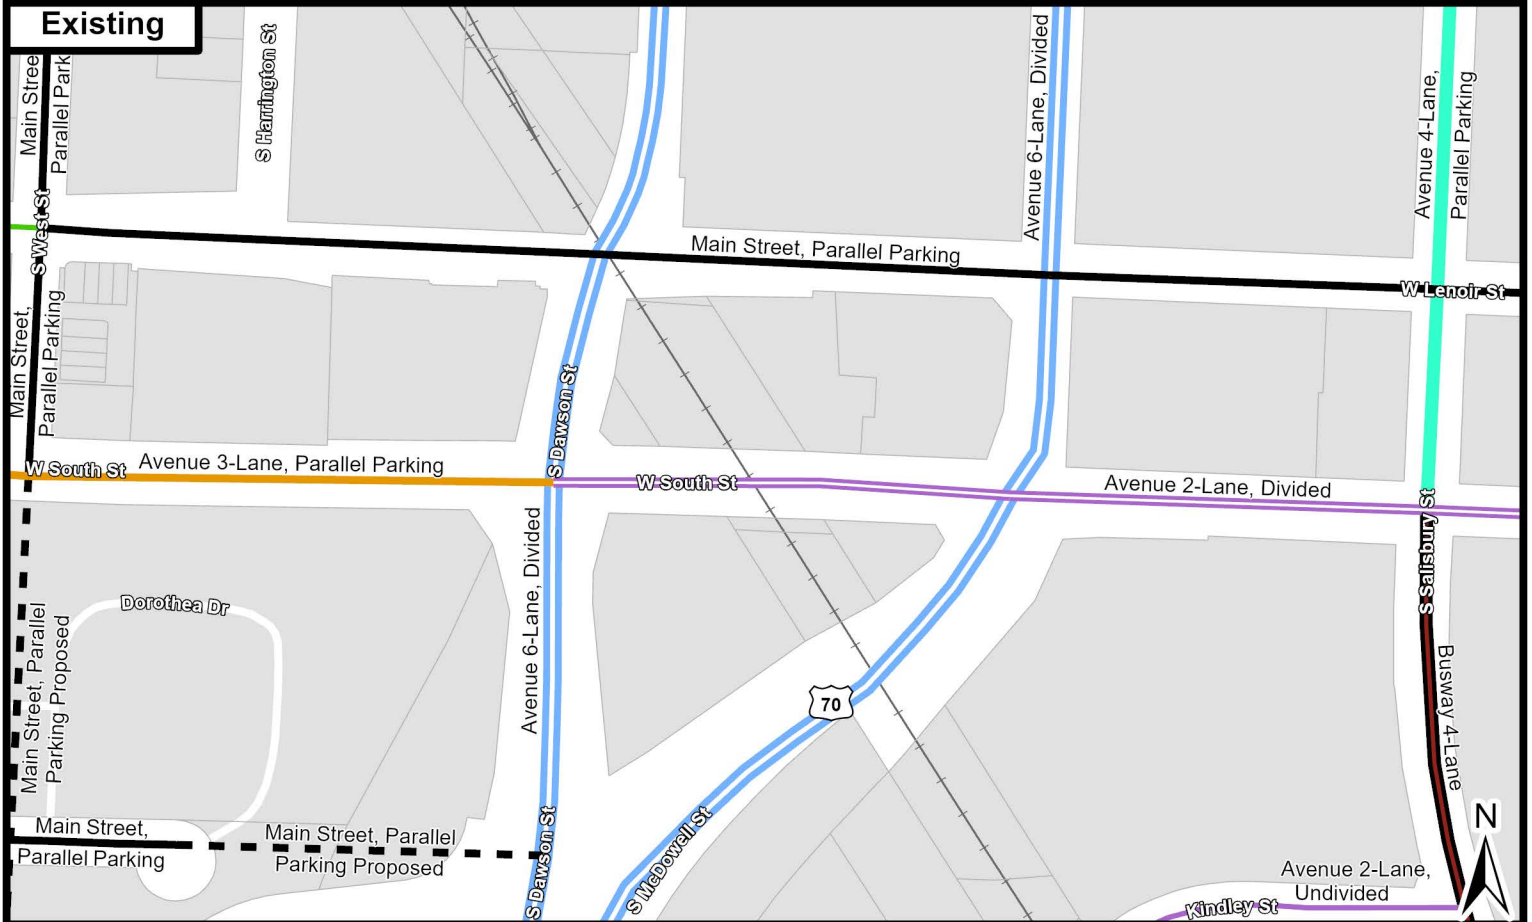 Existing
Main Stree
Parallel Park
S Harrington St
Avenue 6-Lane, Divided
Avenue 4-Lane,
Parallel Parking
S West St
Main Street, Parallel Parking
W Lenoir St
Main Street,
Parallel Parking
S Dawson St
W South St
Avenue 3-Lane, Parallel Parking
W South St
Avenue 2-Lane, Divided
S Salisbury St
Avenue 6-Lane, Divided
Dorothea Dr
Main Street, Parallel
Parking Proposed
70
Busway 4-Lane
Main Street,
Parallel Parking
Main Street, Parallel
Parking Proposed
S Dawson St
S McDowell St
N
Avenue 2-Lane,
Undivided
Kindley St